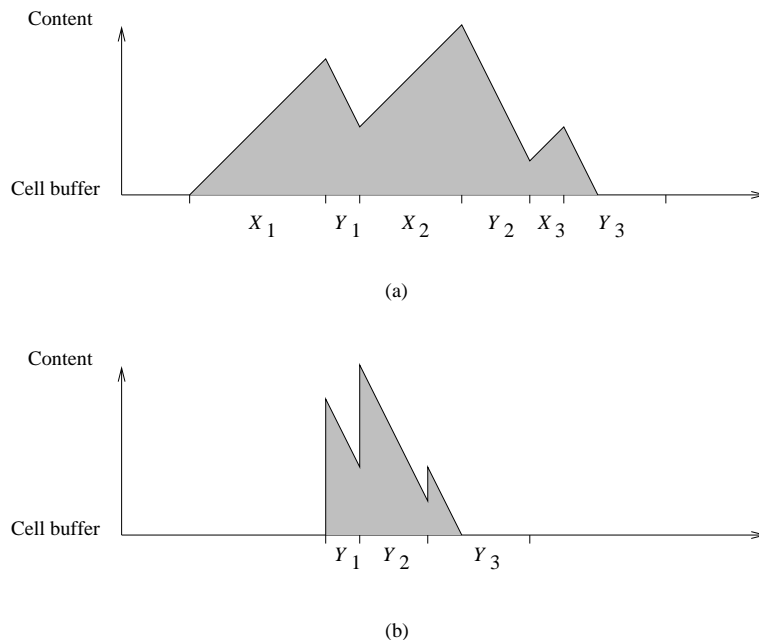 Content
Cell buffer
X 1 Y 1 X 2 Y 2 X 3 Y 3
(a)
Content
Cell buffer
Y 1 Y 2 Y 3
(b)